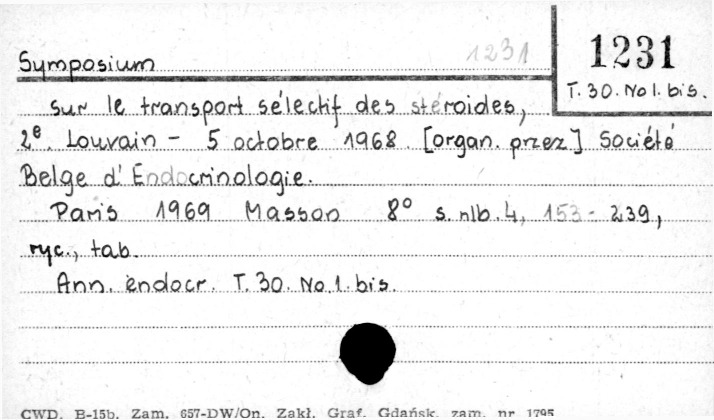 Symposium 1231
1231
T. 30. No 1. bis.
sur le transport sélectif des stéroides,
2e. Louvain - 5 octobre 1968. [organ. przez] Société
Belge d'Endocrinologie.
Paris 1969 Masson 8° s. nlb. 4, 153 - 239,
ryc., tab.
Ann. endocr. T. 30. No 1. bis.
CWD. B-15b. Zam. 657-DW/On. Zakł. Graf. Gdańsk. zam. nr 1795